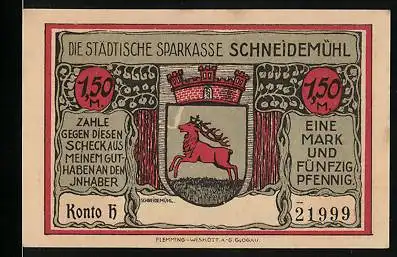 DIE STÄDTISCHE SPARKASSE SCHNEIDEMÜHL
1,50
M.
1,50
M.
ZAHLE
GEGEN DIESEN
SCHECK AUS
MEINEM GUT-
HABEN AN DEN
INHABER
EINE
MARK
UND
FÜNFZIG
PFENNIG.
SCHNEIDEMÜHL.
Konto H
21999
FLEMMING-WISKOTT A-G. GLOGAU